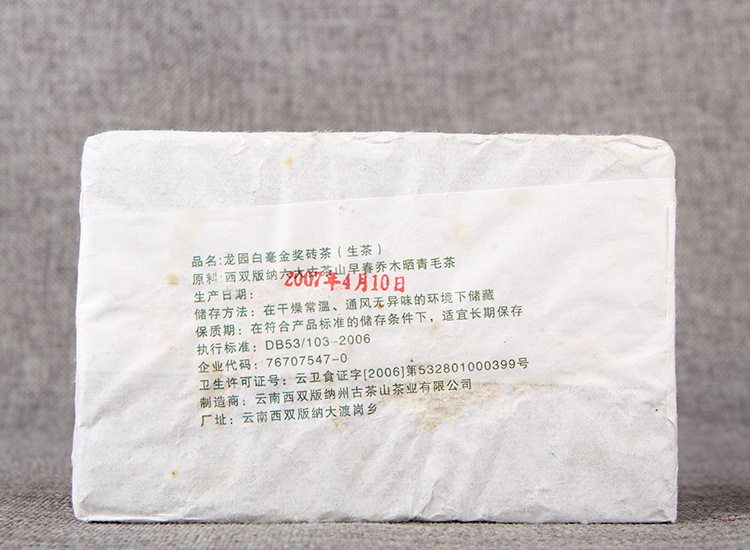 品名:龙园白毫金奖砖茶(生茶)
原料:西双版纳六大古茶山早春乔木晒青毛茶
生产日期: 2007年4月10日
储存方法: 在干燥常温、通风无异味的环境下储藏
保质期: 在符合产品标准的储存条件下,适宜长期保存
执行标准: DB53/103-2006
企业代码: 76707547-0
卫生许可证号: 云卫食证字[2006]第532801000399号
制造商: 云南西双版纳州古茶山茶业有限公司
厂址: 云南西双版纳大渡岗乡